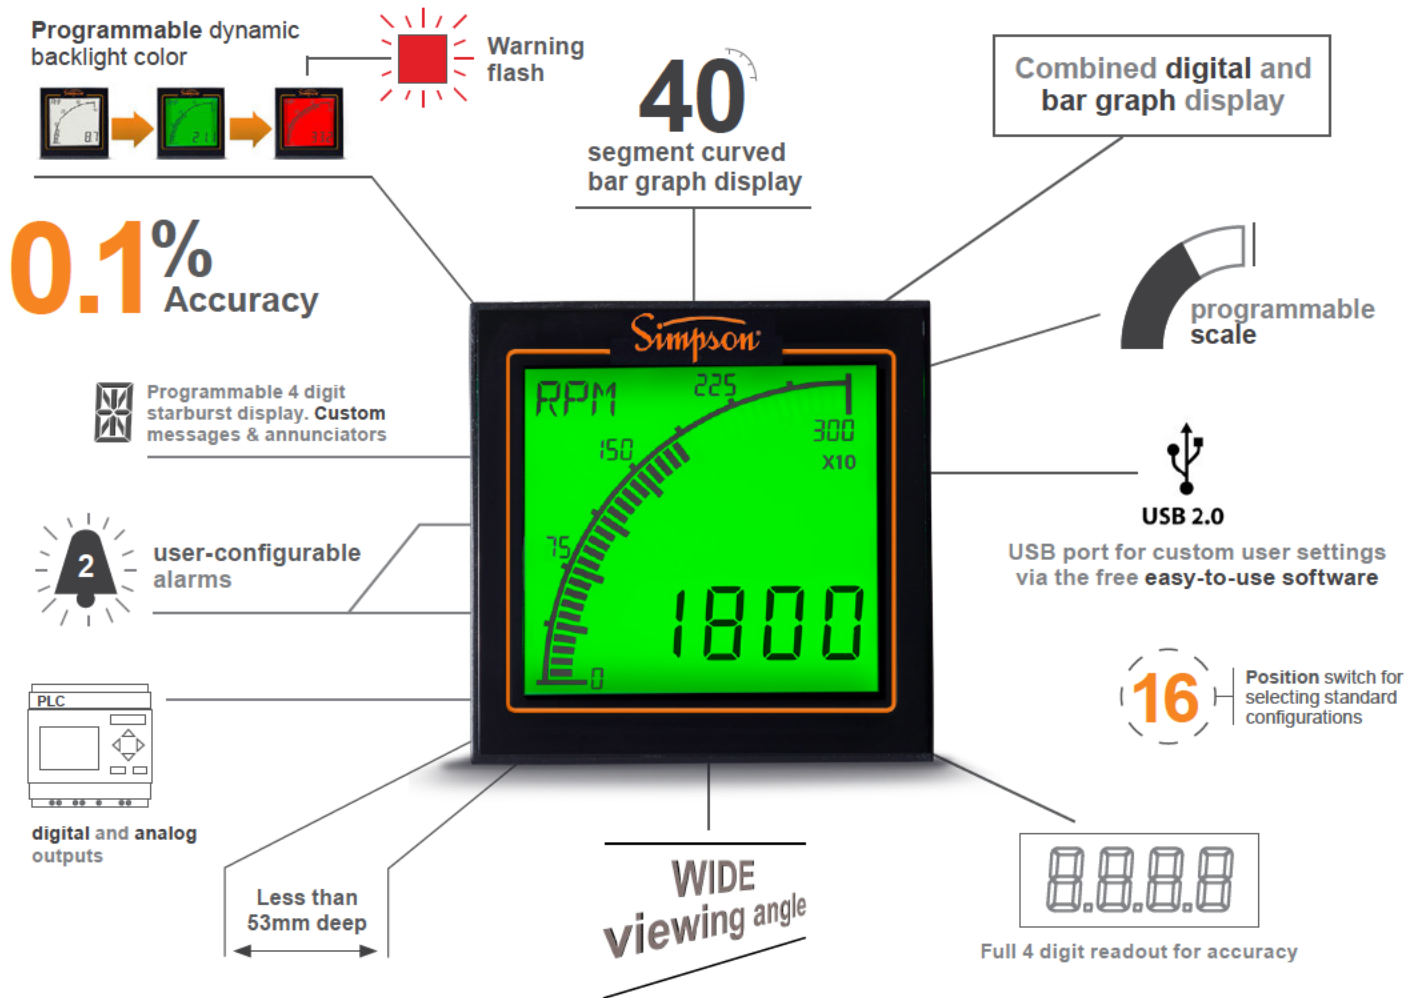 Programmable dynamic
backlight color
Warning
flash
40
segment curved
bar graph display
Combined digital and
bar graph display
0.1%
Accuracy
programmable
scale
Programmable 4 digit
starburst display. Custom
messages & annunciators
Simpson
RPM
225
300
X10
150
75
0
1800
USB 2.0
USB port for custom user settings
via the free easy-to-use software
2
user-configurable
alarms
16
Position switch for
selecting standard
configurations
PLC
digital and analog
outputs
Less than
53mm deep
WIDE
viewing angle
8.8.8.8
Full 4 digit readout for accuracy